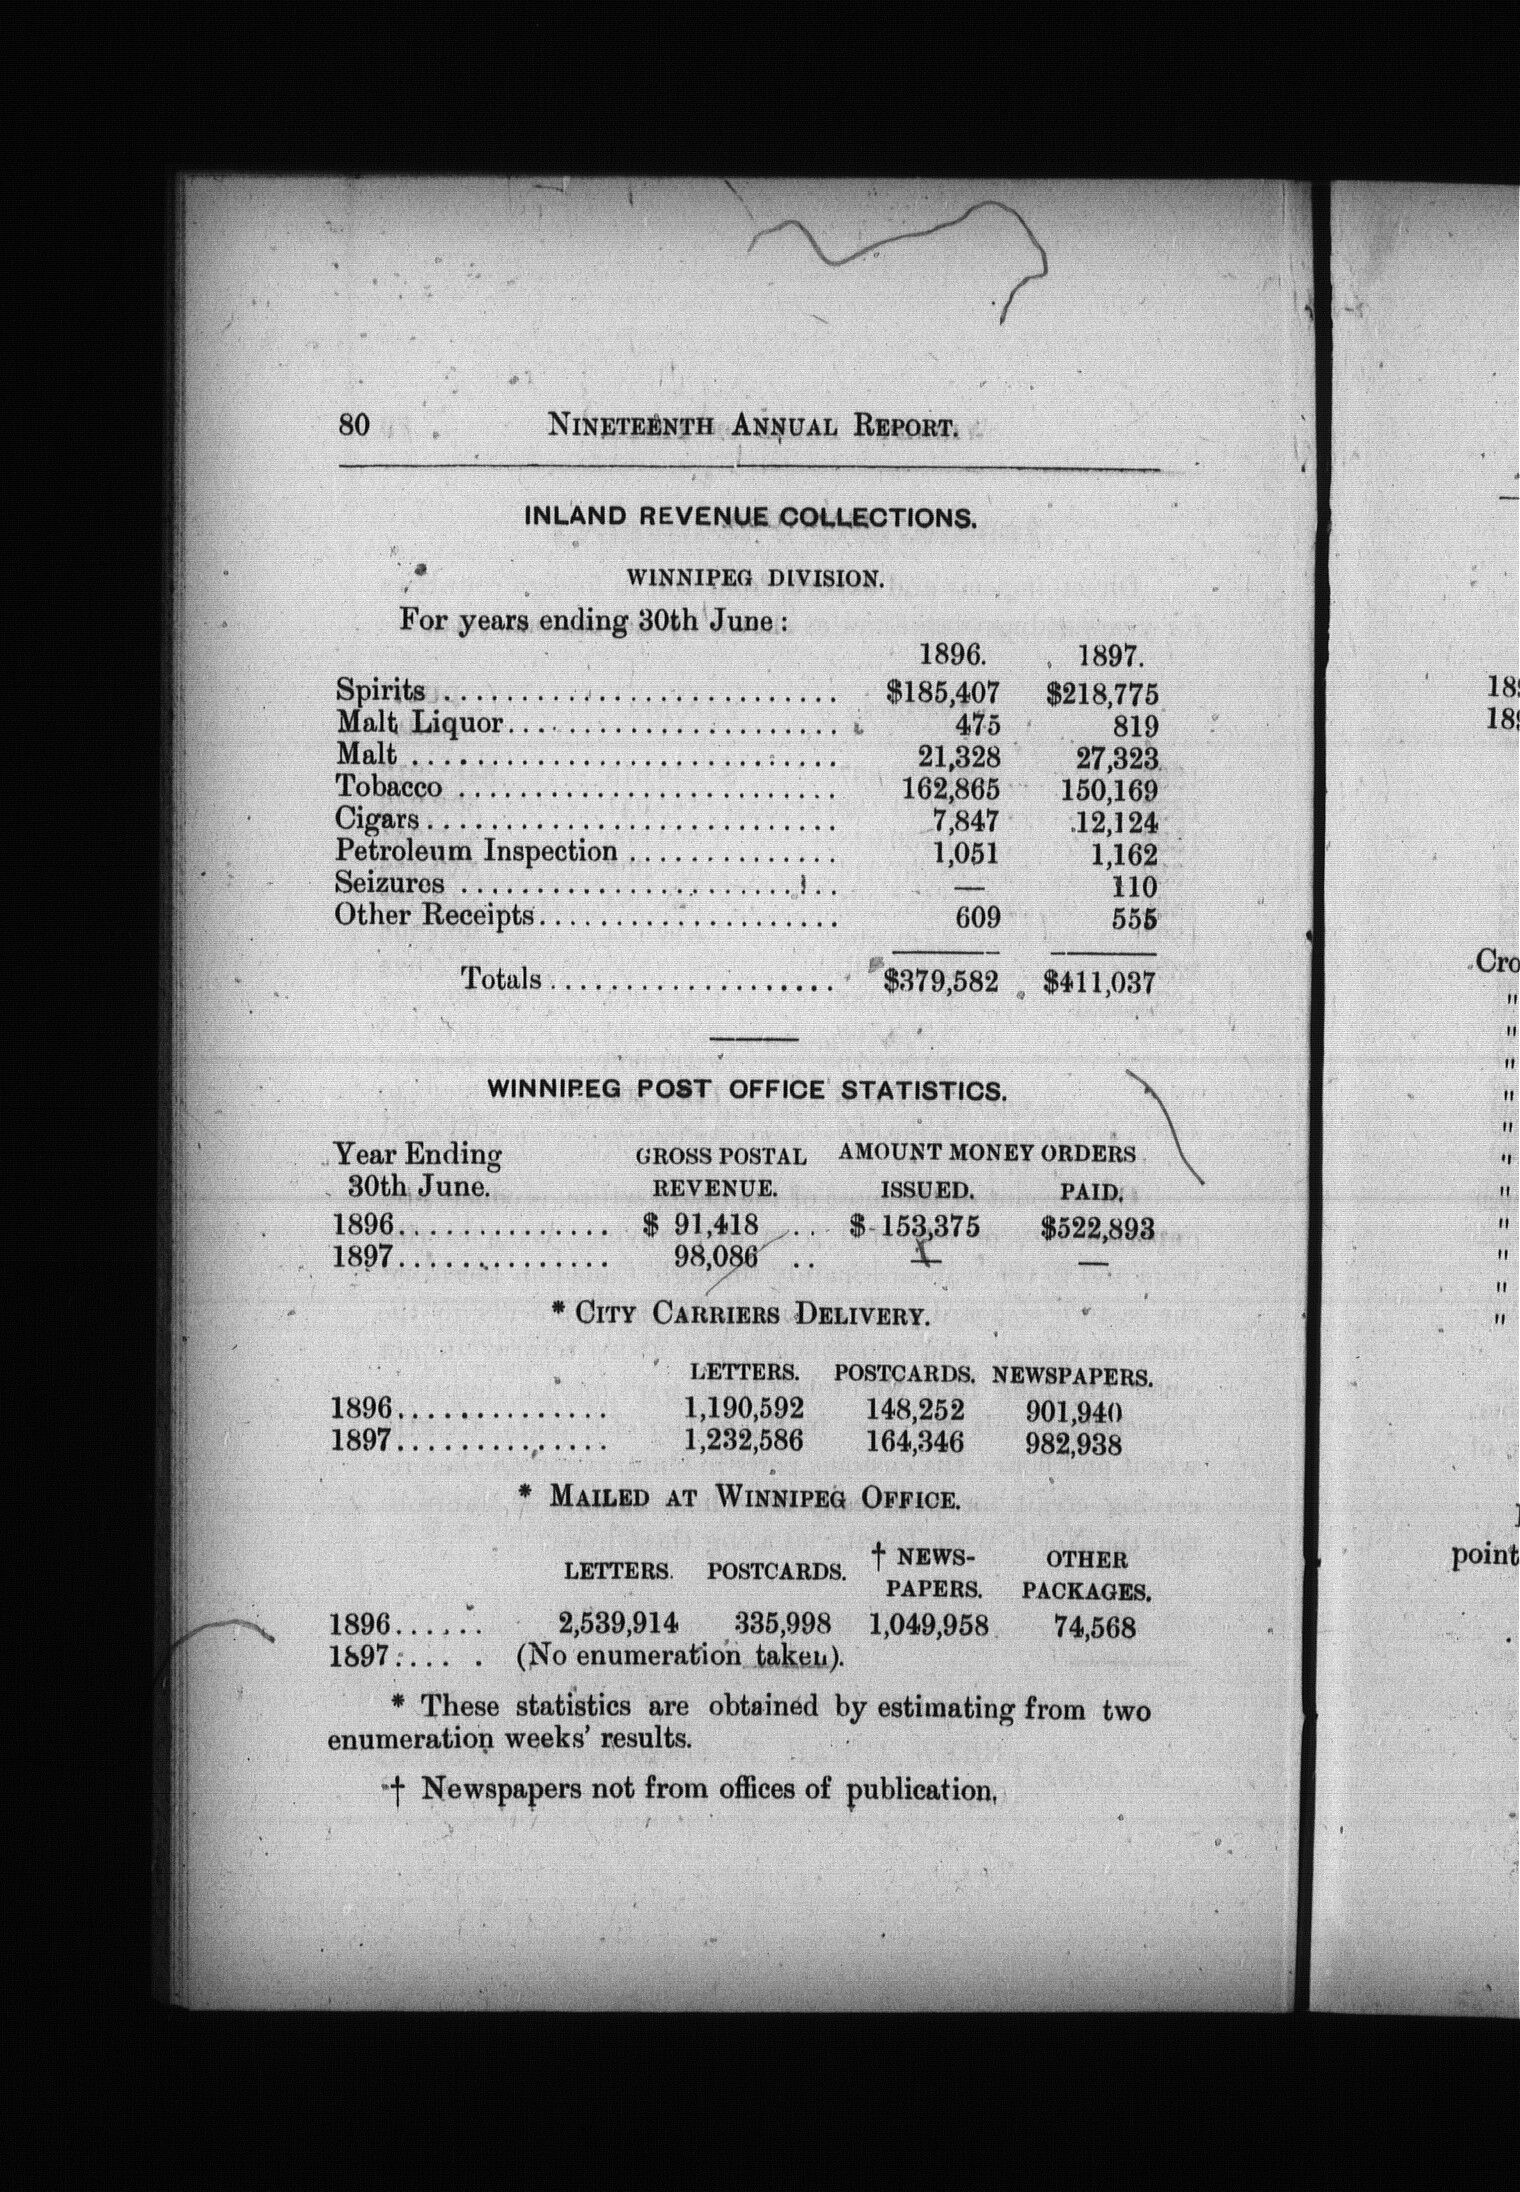 80 NINETEENTH ANNUAL REPORT.
INLAND REVENUE COLLECTIONS.
WINNIPEG DIVISION.
For years ending 30th June:
1896. 1897.
Spirits .......................... $185,407 $218,775
Malt Liquor...................... 475 819
Malt ............................ 21,328 27,323
Tobacco ......................... 162,865 150,169
Cigars........................... 7,847 12,124
Petroleum Inspection .............. 1,051 1,162
Seizures ......................... — 110
Other Receipts.................... 609 555
Totals................... $379,582 $411,037
WINNIPEG POST OFFICE STATISTICS.
Year Ending GROSS POSTAL AMOUNT MONEY ORDERS
30th June. REVENUE. ISSUED. PAID.
1896.............. $ 91,418 .. $ 153,375 $522,893
1897.............. 98,086 .. — —
* CITY CARRIERS DELIVERY.
LETTERS. POSTCARDS. NEWSPAPERS.
1896.............. 1,190,592 148,252 901,940
1897.............. 1,232,586 164,346 982,938
* MAILED AT WINNIPEG OFFICE.
LETTERS. POSTCARDS. † NEWS- OTHER
PAPERS. PACKAGES.
1896...... 2,539,914 335,998 1,049,958 74,568
1897..... . (No enumeration taken).
* These statistics are obtained by estimating from two
enumeration weeks' results.
† Newspapers not from offices of publication.
point